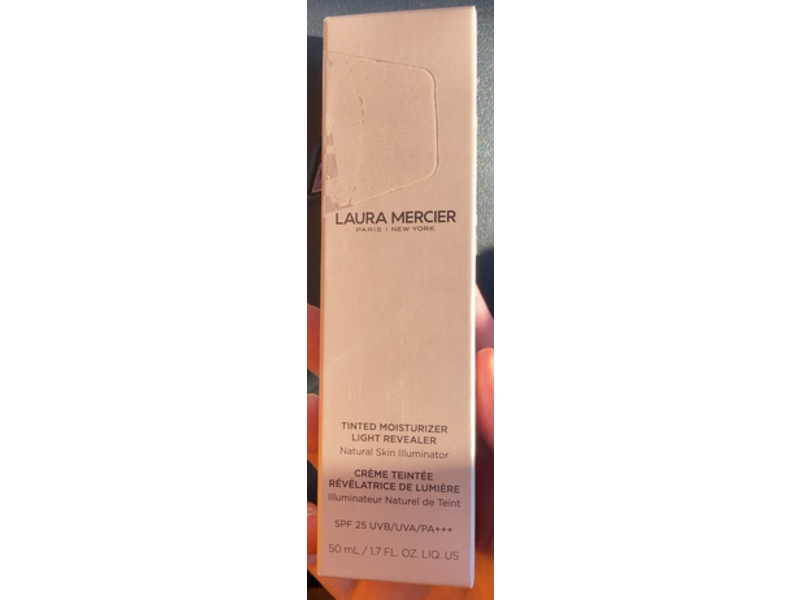 LAURA MERCIER
PARIS | NEW YORK
TINTED MOISTURIZER
LIGHT REVEALER
Natural Skin Illuminator
CRÈME TEINTÉE
RÉVÉLATRICE DE LUMIÈRE
Illuminateur Naturel de Teint
SPF 25 UVB/UVA/PA+++
50 mL / 1.7 FL. OZ. LIQ. US